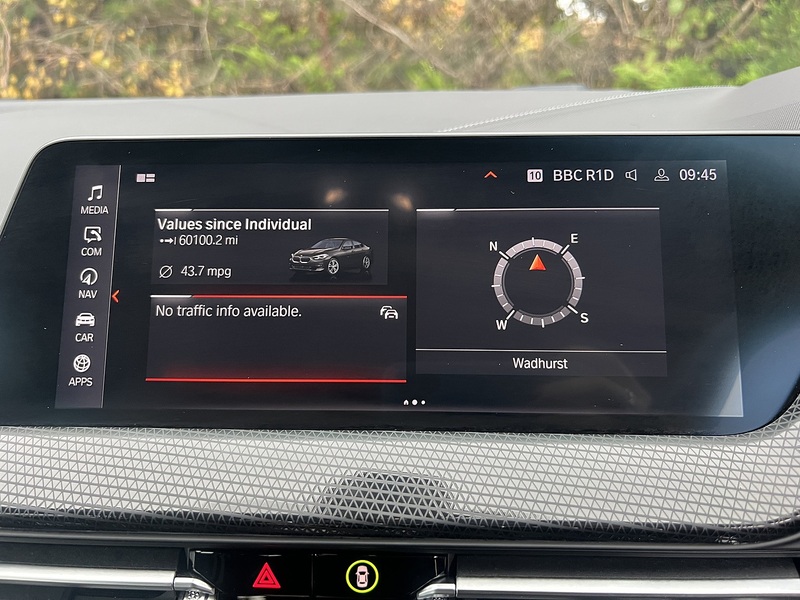 10 BBC R1D 09:45
MEDIA
COM
NAV
CAR
APPS
Values since Individual
60100.2 mi
43.7 mpg
No traffic info available.
N E
W S
Wadhurst